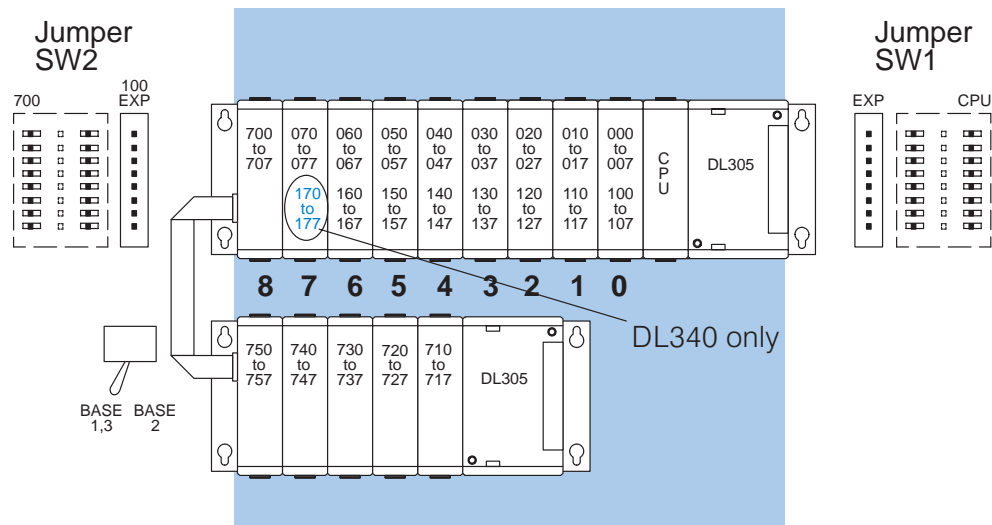 Jumper
SW2
Jumper
SW1
700
100
EXP
EXP
CPU
700
to
707
070
to
077
060
to
067
050
to
057
040
to
047
030
to
037
020
to
027
010
to
017
000
to
007
170
to
177
160
to
167
150
to
157
140
to
147
130
to
137
120
to
127
110
to
117
100
to
107
CPU
DL305
8 7 6 5 4 3 2 1 0
DL340 only
750
to
757
740
to
747
730
to
737
720
to
727
710
to
717
DL305
BASE
1,3
BASE
2